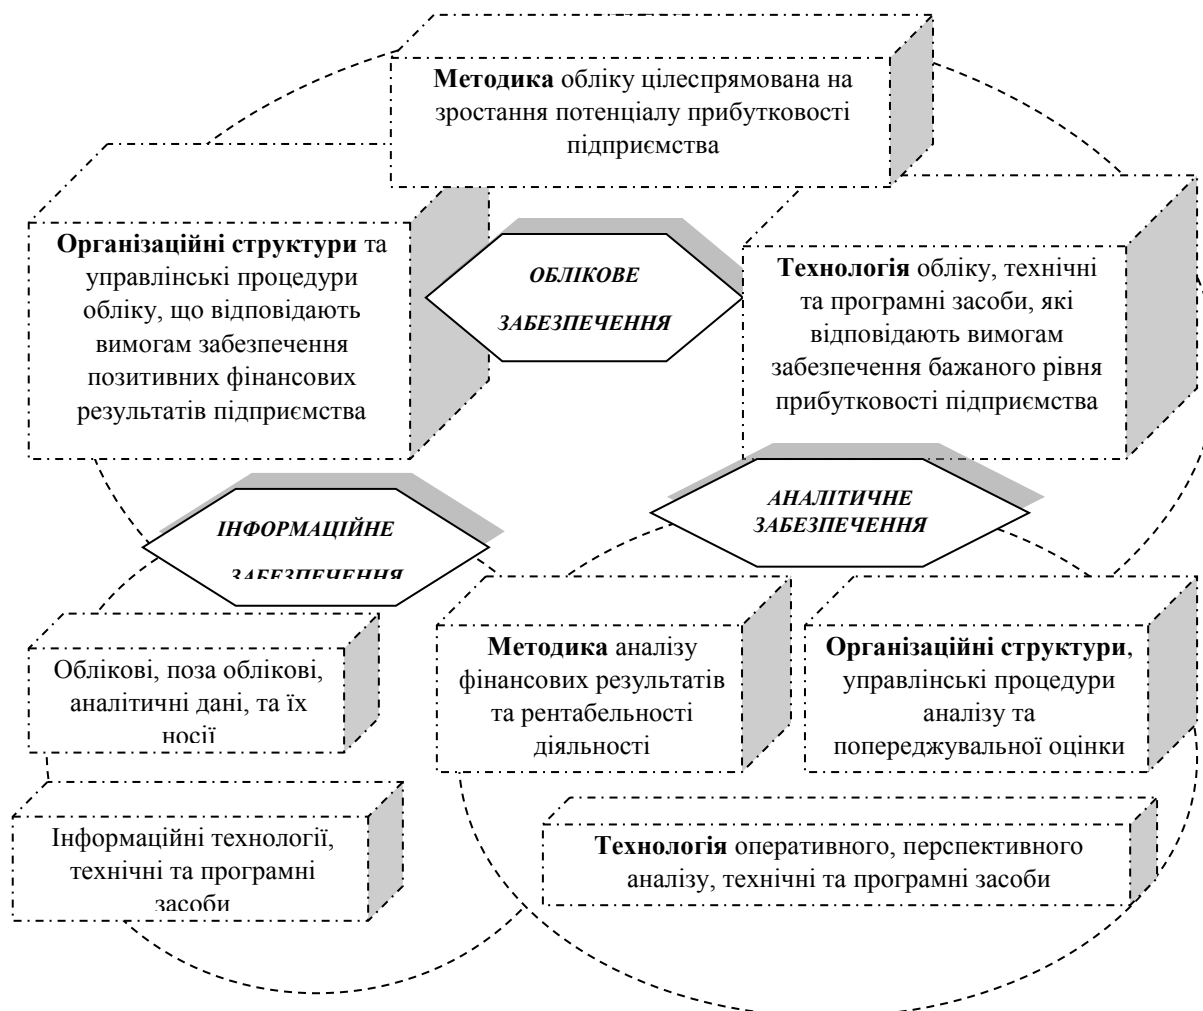 Методика обліку цілеспрямована на
зростання потенціалу прибутковості
підприємства
Організаційні структури та
управлінські процедури
обліку, що відповідають
вимогам забезпечення
позитивних фінансових
результатів підприємства
ОБЛІКОВЕ
ЗАБЕЗПЕЧЕННЯ
Технологія обліку, технічні
та програмні засоби, які
відповідають вимогам
забезпечення бажаного рівня
прибутковості підприємства
ІНФОРМАЦІЙНЕ
ЗАБЕЗПЕЧЕННЯ
АНАЛІТИЧНЕ
ЗАБЕЗПЕЧЕННЯ
Облікові, поза облікові,
аналітичні дані, та їх
носії
Методика аналізу
фінансових результатів
та рентабельності
діяльності
Організаційні структури,
управлінські процедури
аналізу та
попереджувальної оцінки
Інформаційні технології,
технічні та програмні
засоби
Технологія оперативного, перспективного
аналізу, технічні та програмні засоби